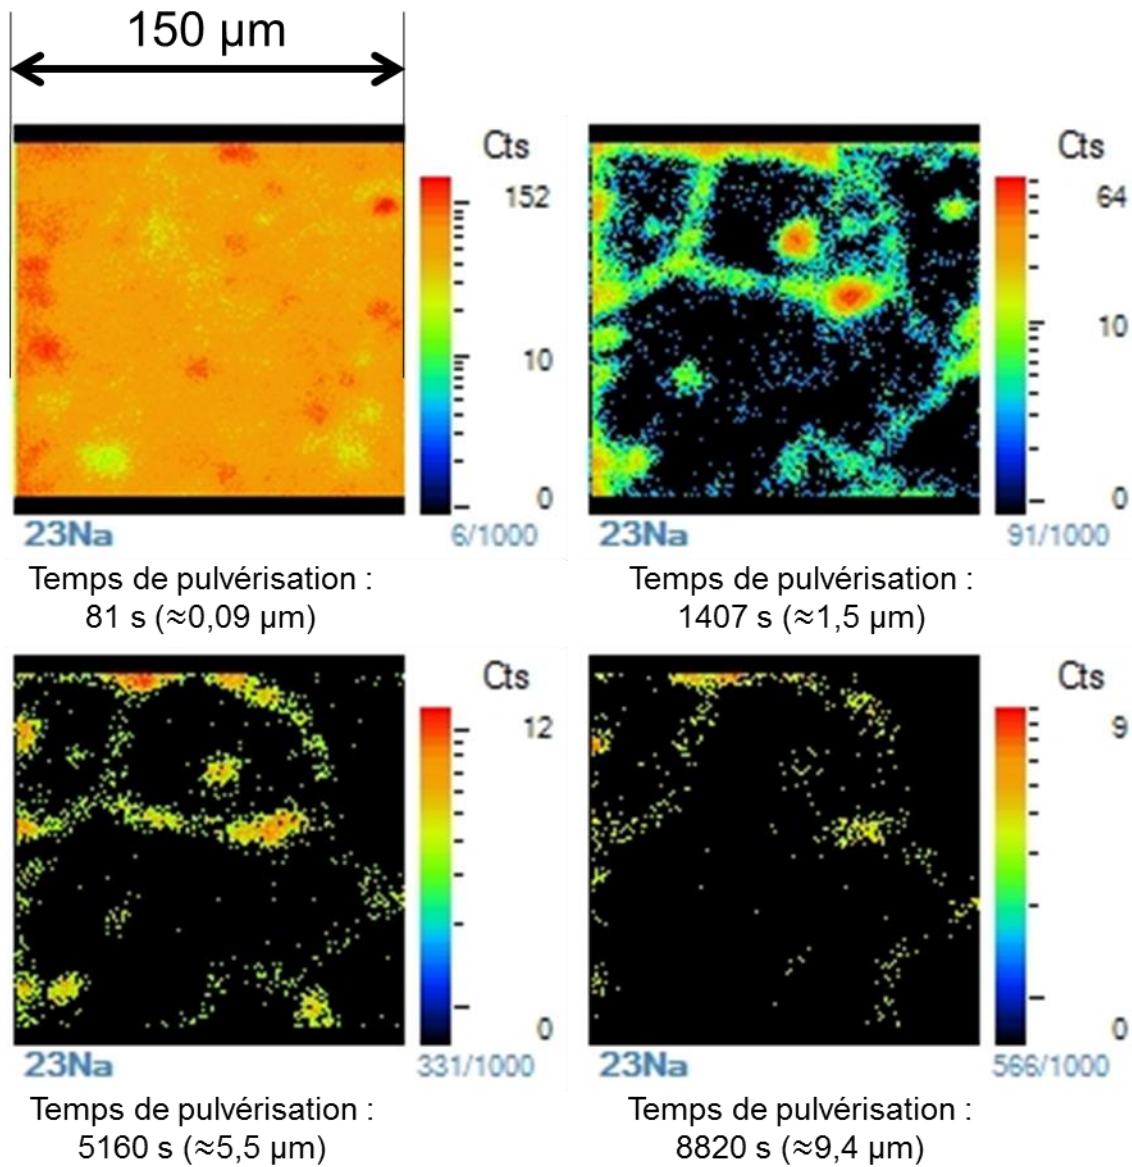 150 µm
Cts
152
10
0
23Na
6/1000
Temps de pulvérisation :
81 s (≈0,09 µm)
Cts
64
10
0
23Na
91/1000
Temps de pulvérisation :
1407 s (≈1,5 µm)
Cts
12
0
23Na
331/1000
Temps de pulvérisation :
5160 s (≈5,5 µm)
Cts
9
0
23Na
566/1000
Temps de pulvérisation :
8820 s (≈9,4 µm)